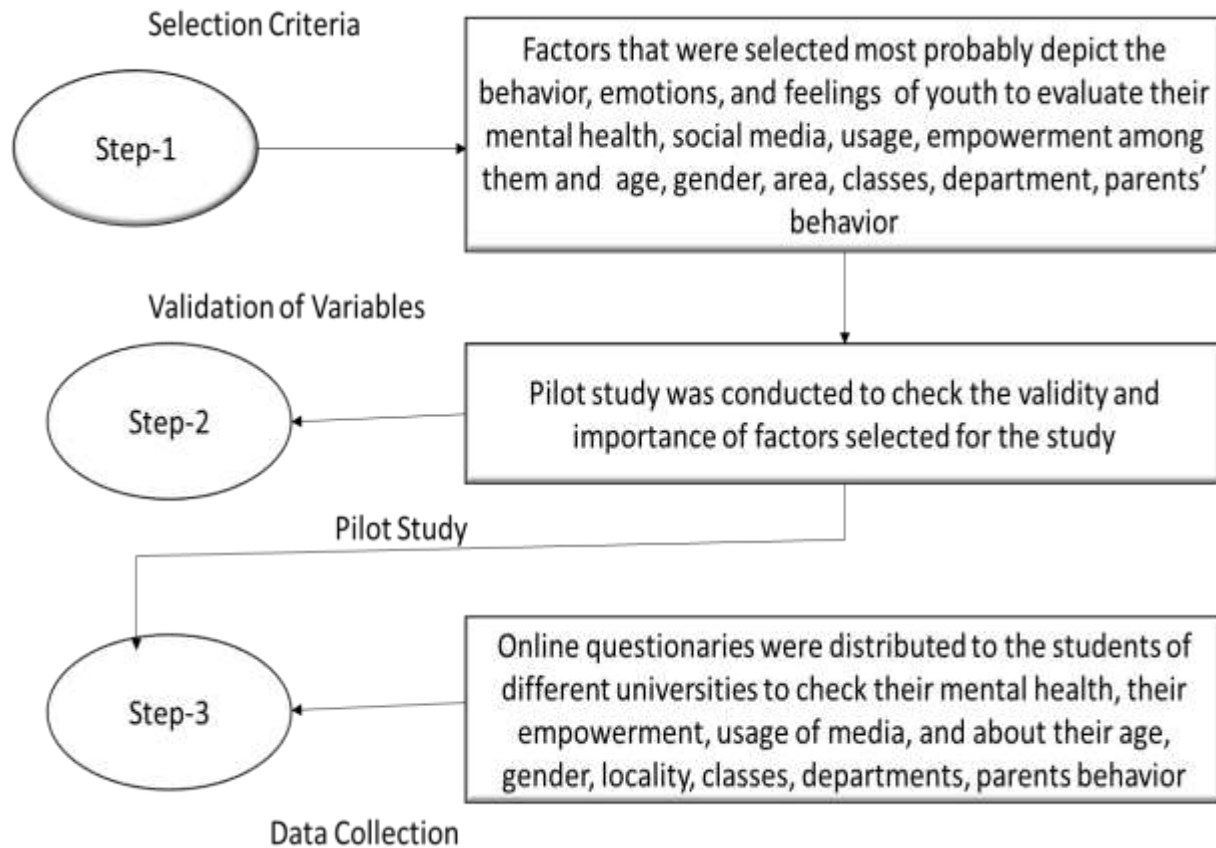 Selection Criteria
Step-1
Factors that were selected most probably depict the
behavior, emotions, and feelings of youth to evaluate their
mental health, social media, usage, empowerment among
them and age, gender, area, classes, department, parents’
behavior
Validation of Variables
Step-2
Pilot study was conducted to check the validity and
importance of factors selected for the study
Pilot Study
Step-3
Online questionaries were distributed to the students of
different universities to check their mental health, their
empowerment, usage of media, and about their age,
gender, locality, classes, departments, parents behavior
Data Collection